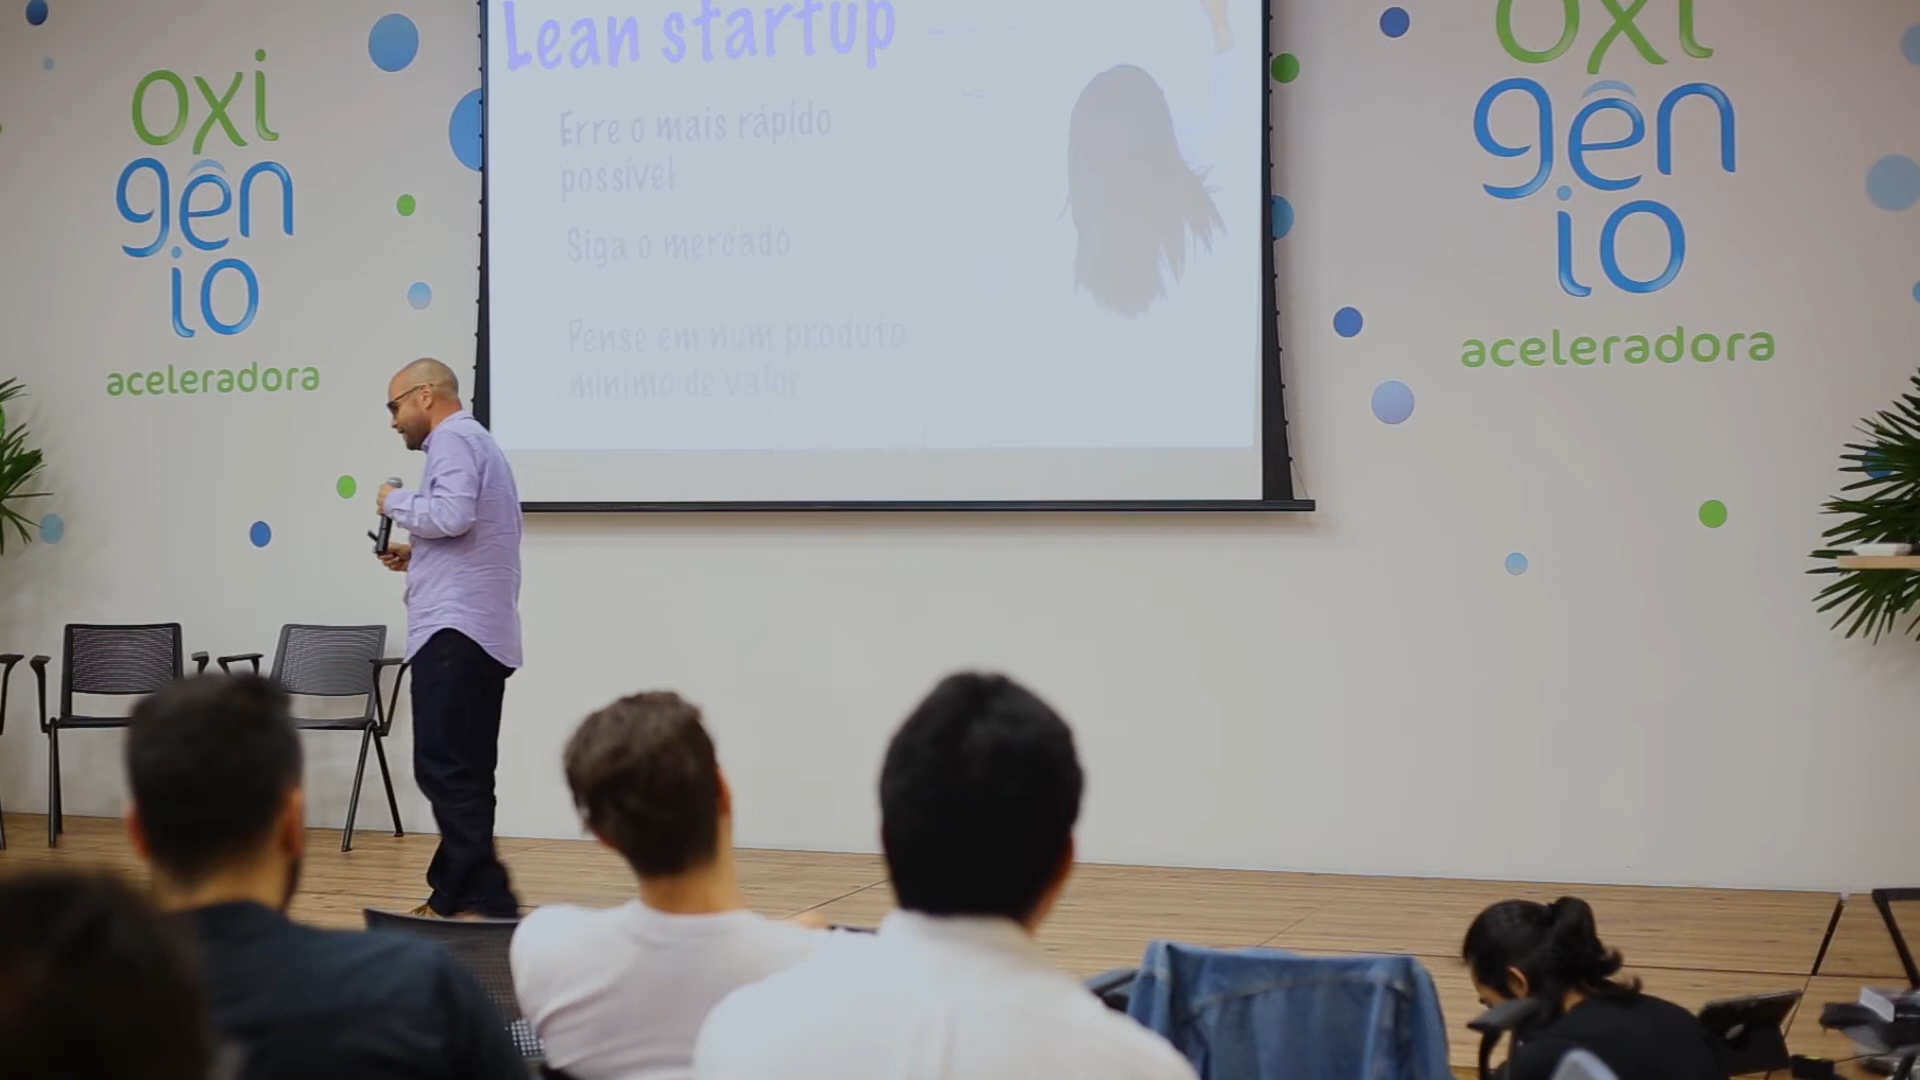 oxi
gên
io
aceleradora
Lean startup
Erre o mais rápido
possível
Siga o mercado
Pense em num produto
mínimo de valor
oxi
gên
io
aceleradora